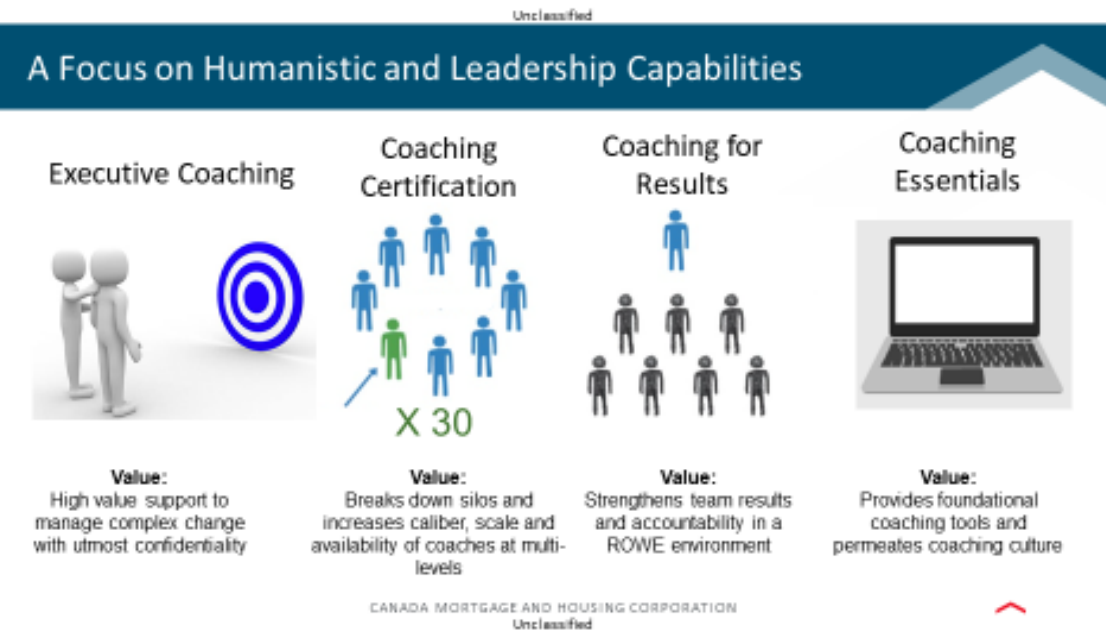 Unclassified
A Focus on Humanistic and Leadership Capabilities
Executive Coaching
Coaching
Certification
Coaching for
Results
Coaching
Essentials
X 30
Value:
High value support to
manage complex change
with utmost confidentiality
Value:
Breaks down silos and
increases caliber, scale and
availability of coaches at multi-
levels
Value:
Strengthens team results
and accountability in a
ROWE environment
Value:
Provides foundational
coaching tools and
permeates coaching culture
CANADA MORTGAGE AND HOUSING CORPORATION
Unclassified